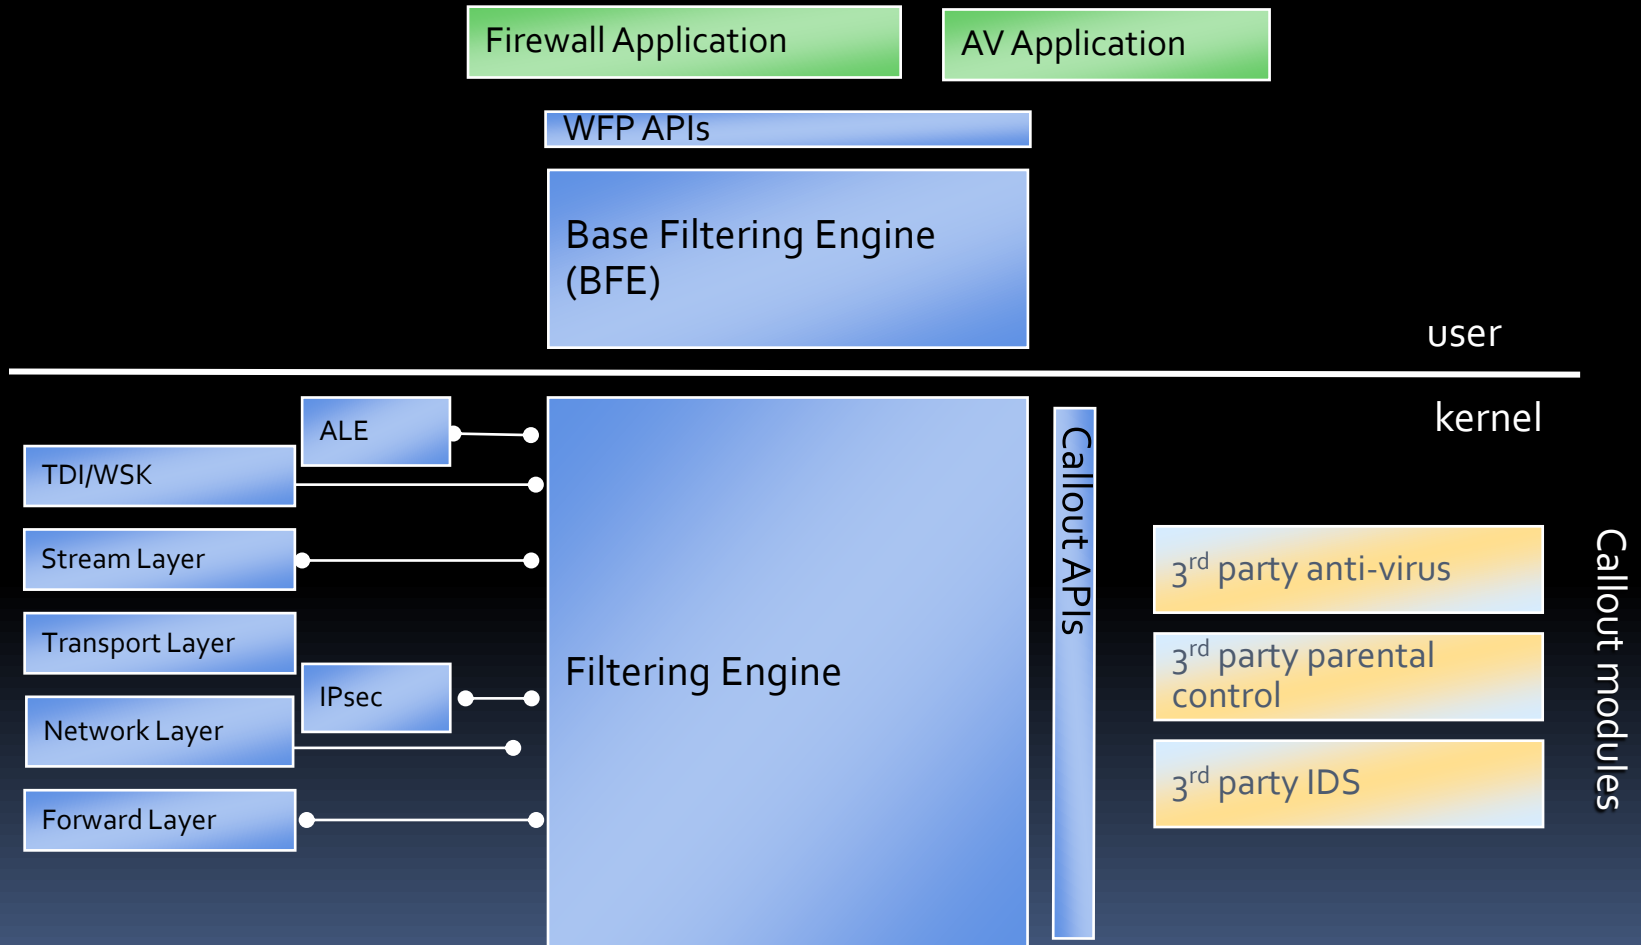 Firewall Application
AV Application
WFP APIs
Base Filtering Engine
(BFE)
user
kernel
ALE
TDI/WSK
Stream Layer
Transport Layer
IPsec
Network Layer
Forward Layer
Filtering Engine
Callout APIs
3rd party anti-virus
3rd party parental
control
3rd party IDS
Callout modules